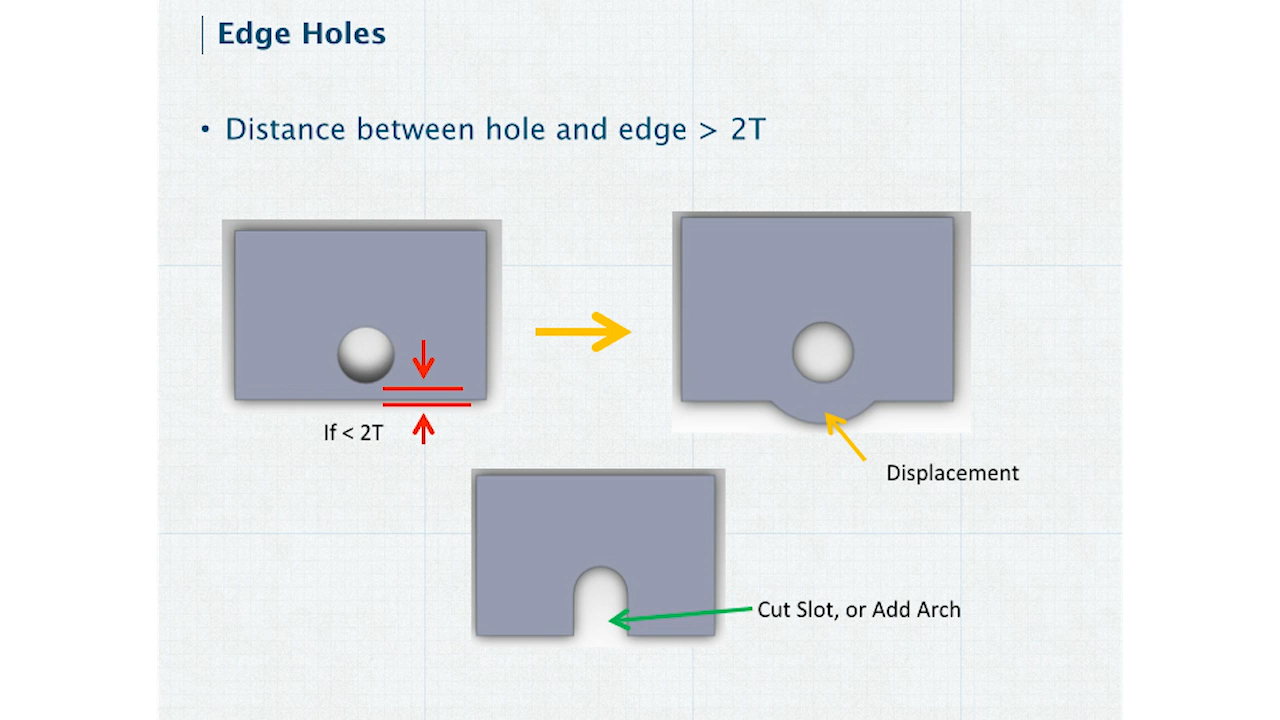 Edge Holes
• Distance between hole and edge > 2T
If < 2T
Displacement
Cut Slot, or Add Arch